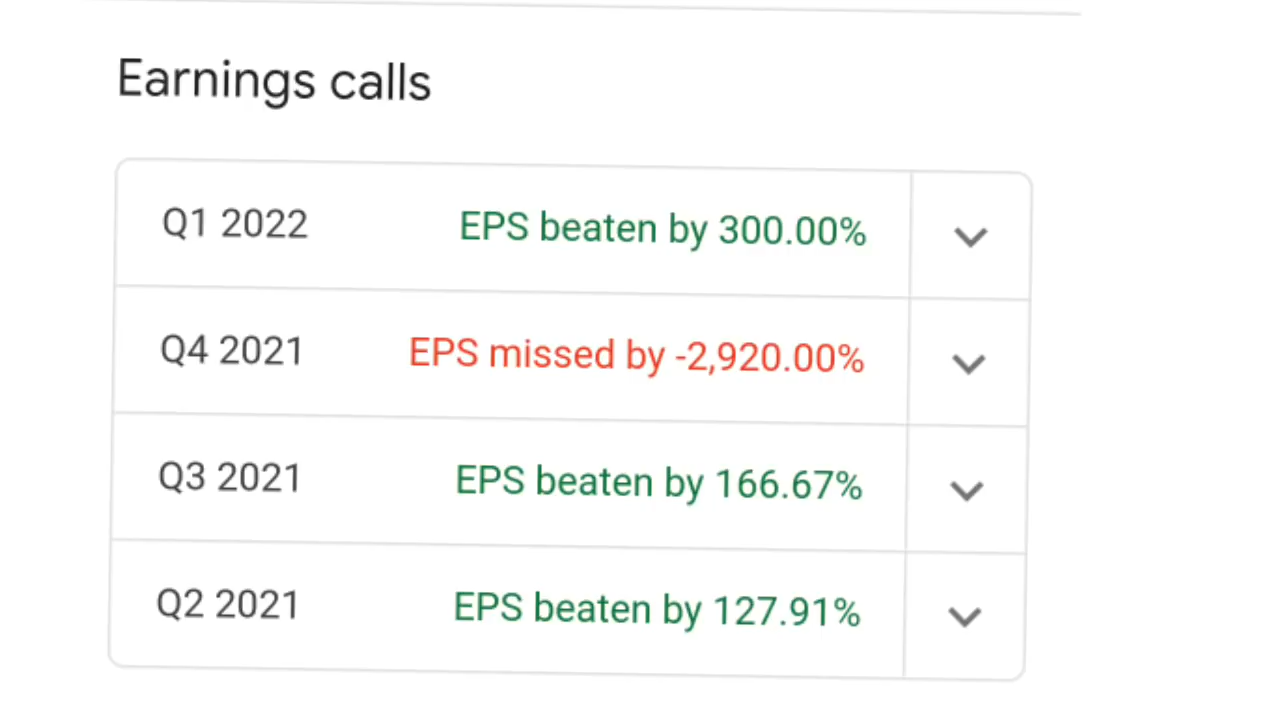 Earnings calls
Q1 2022 EPS beaten by 300.00%
Q4 2021 EPS missed by -2,920.00%
Q3 2021 EPS beaten by 166.67%
Q2 2021 EPS beaten by 127.91%